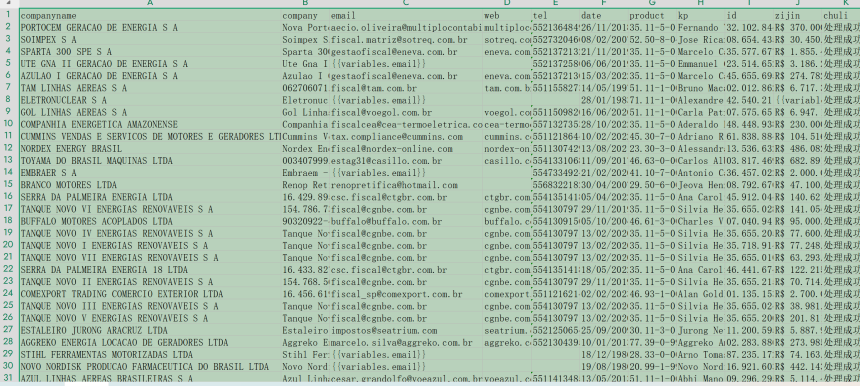 A B C D E F G H I J K
1 companyname company email web tel date product kp id zijin chuli
2 PORTOCEM GERACAO DE ENERGIA S A Nova Port aecio.oliveira@multiplocontabi multiploc 552136484 26/11/201 35.11-5-0 Fernando 32.102.84 R$ 370.00 处理成功
3 SOIMPEX S A Soimpex S fiscal.matriz@sotreq.com.br sotreq.com 552732046 08/02/200 52.50-8-0 Jose Rica 08.654.43 R$ 30.450 处理成功
4 SPARTA 300 SPE S A Sparta 300 gestaofiscal@eneva.com.br eneva.com 552137213 21/11/201 35.11-5-0 Marcelo C 35.577.67 R$ 1.855. 处理成功
5 UTE GNA II GERACAO DE ENERGIA S A Ute Gna I {{variables.email}} 552137258 06/06/201 35.11-5-0 Emmanuel 23.514.65 R$ 3.186. 处理成功
6 AZULAO I GERACAO DE ENERGIA S A Azulao I gestaofiscal@eneva.com.br 552137213 15/03/202 35.11-5-0 Marcelo C 45.655.69 R$ 274.78 处理成功
7 TAM LINHAS AEREAS S A 062706071 fiscal@tam.com.br tam.com.b 551155827 14/05/199 51.11-1-0 Bruno Mac 02.012.86 R$ 6.717. 处理成功
8 ELETRONUCLEAR S A Eletronuc {{variables.email}} 28/01/198 71.11-1-0 Alexandre 42.540.21 {{variabl 处理成功
9 GOL LINHAS AEREAS S A Gol Linha fiscal@voegol.com.br voegol.co 551150982 16/06/200 51.11-1-0 Carla Pat 07.575.65 R$ 6.947. 处理成功
10 COMPANHIA ENERGETICA AMAZONENSE Companhia fiscalcea@cea-termoeletrica.co cea-termo 557132735 28/10/202 35.11-5-0 Aderaldo 48.448.93 R$ 230.00 处理成功
11 CUMMINS VENDAS E SERVICOS DE MOTORES E GERADORES LT Cummins V tax.compliance@cummins.com cummins.c 551121864 10/02/202 45.30-7-0 Adriano R 61.838.88 R$ 104.51 处理成功
12 NORDEX ENERGY BRASIL Nordex En fiscal@nordex-online.com nordex-on 551130742 13/08/200 23.30-3-0 Alessandr 13.536.63 R$ 486.08 处理成功
13 TOYAMA DO BRASIL MAQUINAS LTDA 003407999 estag31@casillo.com.br casillo.c 554133106 11/09/199 46.63-0-0 Carlos Al 03.817.46 R$ 682.89 处理成功
14 EMBRAER S A Embraem - {{variables.email}} 554733492 21/02/202 41.10-7-0 Antonio C 36.457.02 R$ 2.000. 处理成功
15 BRANCO MOTORES LTDA Renop Ret renopretifica@hotmail.com 556832218 30/04/200 29.50-6-0 Jeova Hen 08.792.67 R$ 47.100 处理成功
16 SERRA DA PALMEIRA ENERGIA LTDA 16.429.89 csc.fiscal@ctgbr.com.br ctgbr.com 554135141 05/04/202 35.11-5-0 Ana Carol 45.912.04 R$ 140.62 处理成功
17 TANQUE NOVO VI ENERGIAS RENOVAVEIS S A 154.786.7 fiscal@cgnbe.com.br cgnbe.com 554130797 29/11/201 35.11-5-0 Silvia He 35.655.02 R$ 141.05 处理成功
18 BUFFALO MOTORES ACOPLADOS LTDA 90320922- buffalo@buffalo.com.br buffalo.c 554130915 05/10/200 46.61-3-0 Charles V 07.040.94 R$ 95.000 处理成功
19 TANQUE NOVO IV ENERGIAS RENOVAVEIS S A Tanque No fiscal@cgnbe.com.br cgnbe.com 554130797 13/02/202 35.11-5-0 Silvia He 35.655.20 R$ 77.600 处理成功
20 TANQUE NOVO I ENERGIAS RENOVAVEIS S A Tanque No fiscal@cgnbe.com.br cgnbe.com 554130797 13/02/202 35.11-5-0 Silvia He 35.718.91 R$ 77.248 处理成功
21 TANQUE NOVO VII ENERGIAS RENOVAVEIS S A Tanque No fiscal@cgnbe.com.br cgnbe.com 554130797 13/02/202 35.11-5-0 Silvia He 35.655.01 R$ 63.293 处理成功
22 SERRA DA PALMEIRA ENERGIA 18 LTDA 16.433.82 csc.fiscal@ctgbr.com.br ctgbr.com 554135141 18/05/202 35.11-5-0 Ana Carol 46.441.67 R$ 122.21 处理成功
23 TANQUE NOVO II ENERGIAS RENOVAVEIS S A 154.768.5 fiscal@cgnbe.com.br cgnbe.com 554130797 29/11/201 35.11-5-0 Silvia He 35.655.21 R$ 70.714 处理成功
24 COMEXPORT TRADING COMERCIO EXTERIOR LTDA 16.456.61 fiscal_sp@comexport.com.br comexport 551121621 02/02/202 46.93-1-0 Alan Gold 01.135.15 R$ 2.700. 处理成功
25 TANQUE NOVO III ENERGIAS RENOVAVEIS S A Tanque No fiscal@cgnbe.com.br cgnbe.com 554130797 13/02/202 35.11-5-0 Silvia He 35.655.02 R$ 38.981 处理成功
26 TANQUE NOVO V ENERGIAS RENOVAVEIS S A Tanque No fiscal@cgnbe.com.br cgnbe.com 554130797 13/02/202 35.11-5-0 Silvia He 35.655.26 R$ 201.81 处理成功
27 ESTALEIRO JURONG ARACRUZ LTDA Estaleiro impostos@seatrium.com seatrium. 552125065 25/09/200 30.11-3-0 Jurong Ne 11.200.59 R$ 5.887. 处理成功
28 AGGREKO ENERGIA LOCACAO DE GERADORES LTDA Aggreko E marcelo.silva@aggreko.com.br aggreko.c 552130439 10/01/201 77.39-0-9 Aggreko A 02.283.88 R$ 273.98 处理成功
29 STIHL FERRAMENTAS MOTORIZADAS LTDA Stihl Fer {{variables.email}} 18/12/198 28.33-0-0 Arno Toma 87.235.17 R$ 74.163 处理成功
30 NOVO NORDISK PRODUCAO FARMACEUTICA DO BRASIL LTDA Novo Nord {{variables.email}} 19/08/198 20.99-1-9 Novo Nord 16.921.60 R$ 442.14 处理成功
31 AZUL LINHAS AEREAS BRASILEIRAS S A Azul Linh cesar.grandolfo@voeazul.com.br voeazul.c 551141348 13/05/201 51.11-1-0 Abhi Mano 09.296.29 R$ 5.114. 处理成功